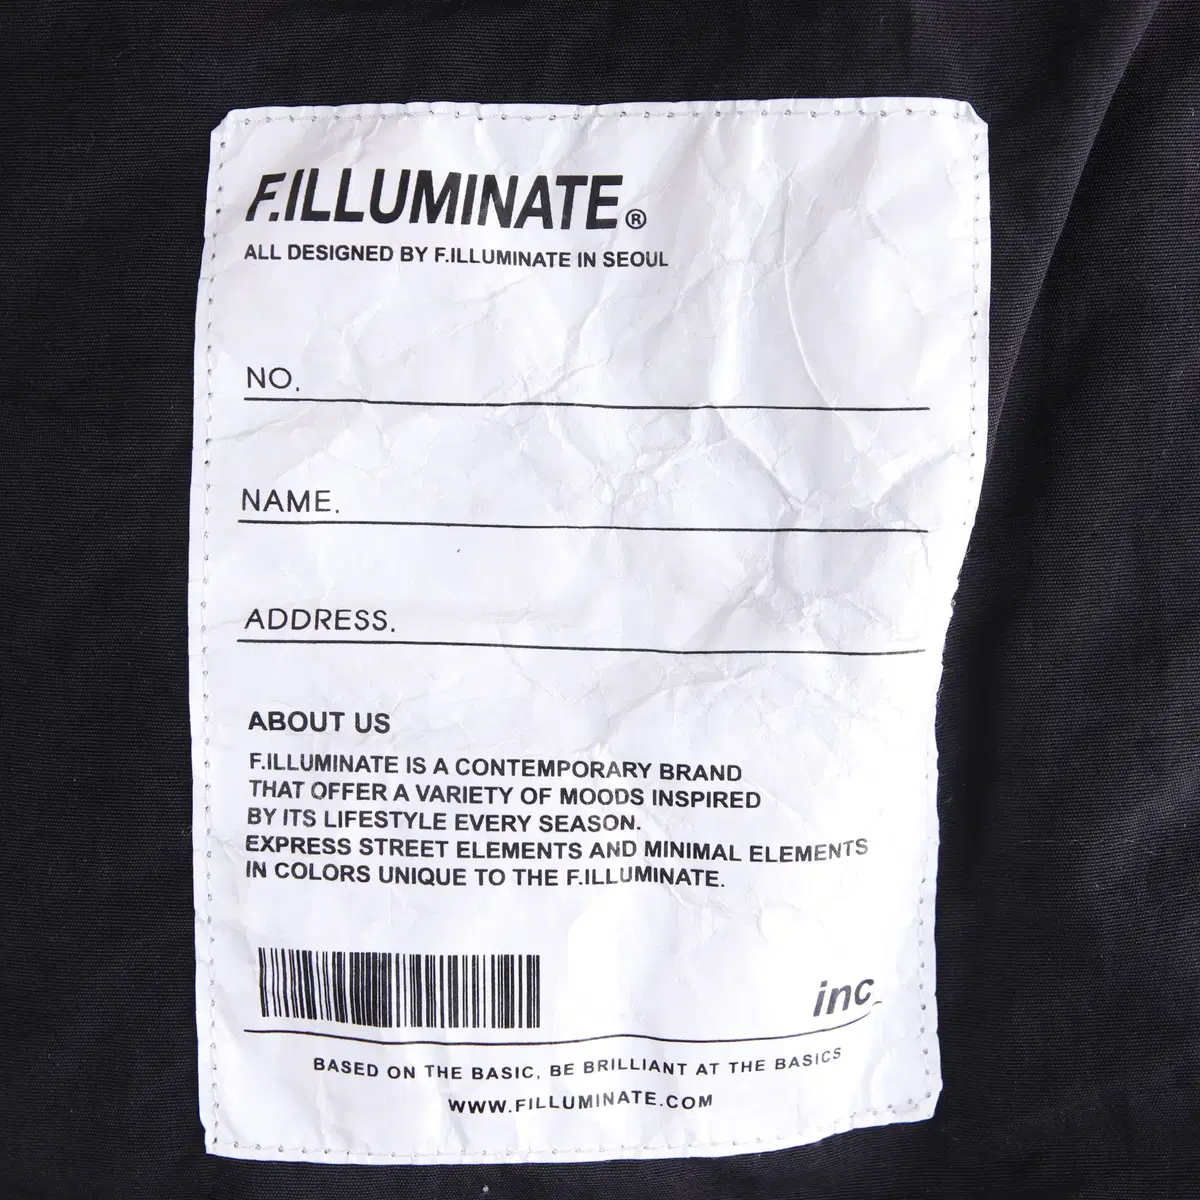 F.ILLUMINATE®
ALL DESIGNED BY F.ILLUMINATE IN SEOUL
NO.
NAME.
ADDRESS.
ABOUT US
F.ILLUMINATE IS A CONTEMPORARY BRAND
THAT OFFER A VARIETY OF MOODS INSPIRED
BY ITS LIFESTYLE EVERY SEASON.
EXPRESS STREET ELEMENTS AND MINIMAL ELEMENTS
IN COLORS UNIQUE TO THE F.ILLUMINATE.
inc_
BASED ON THE BASIC, BE BRILLIANT AT THE BASICS
WWW.FILLUMINATE.COM